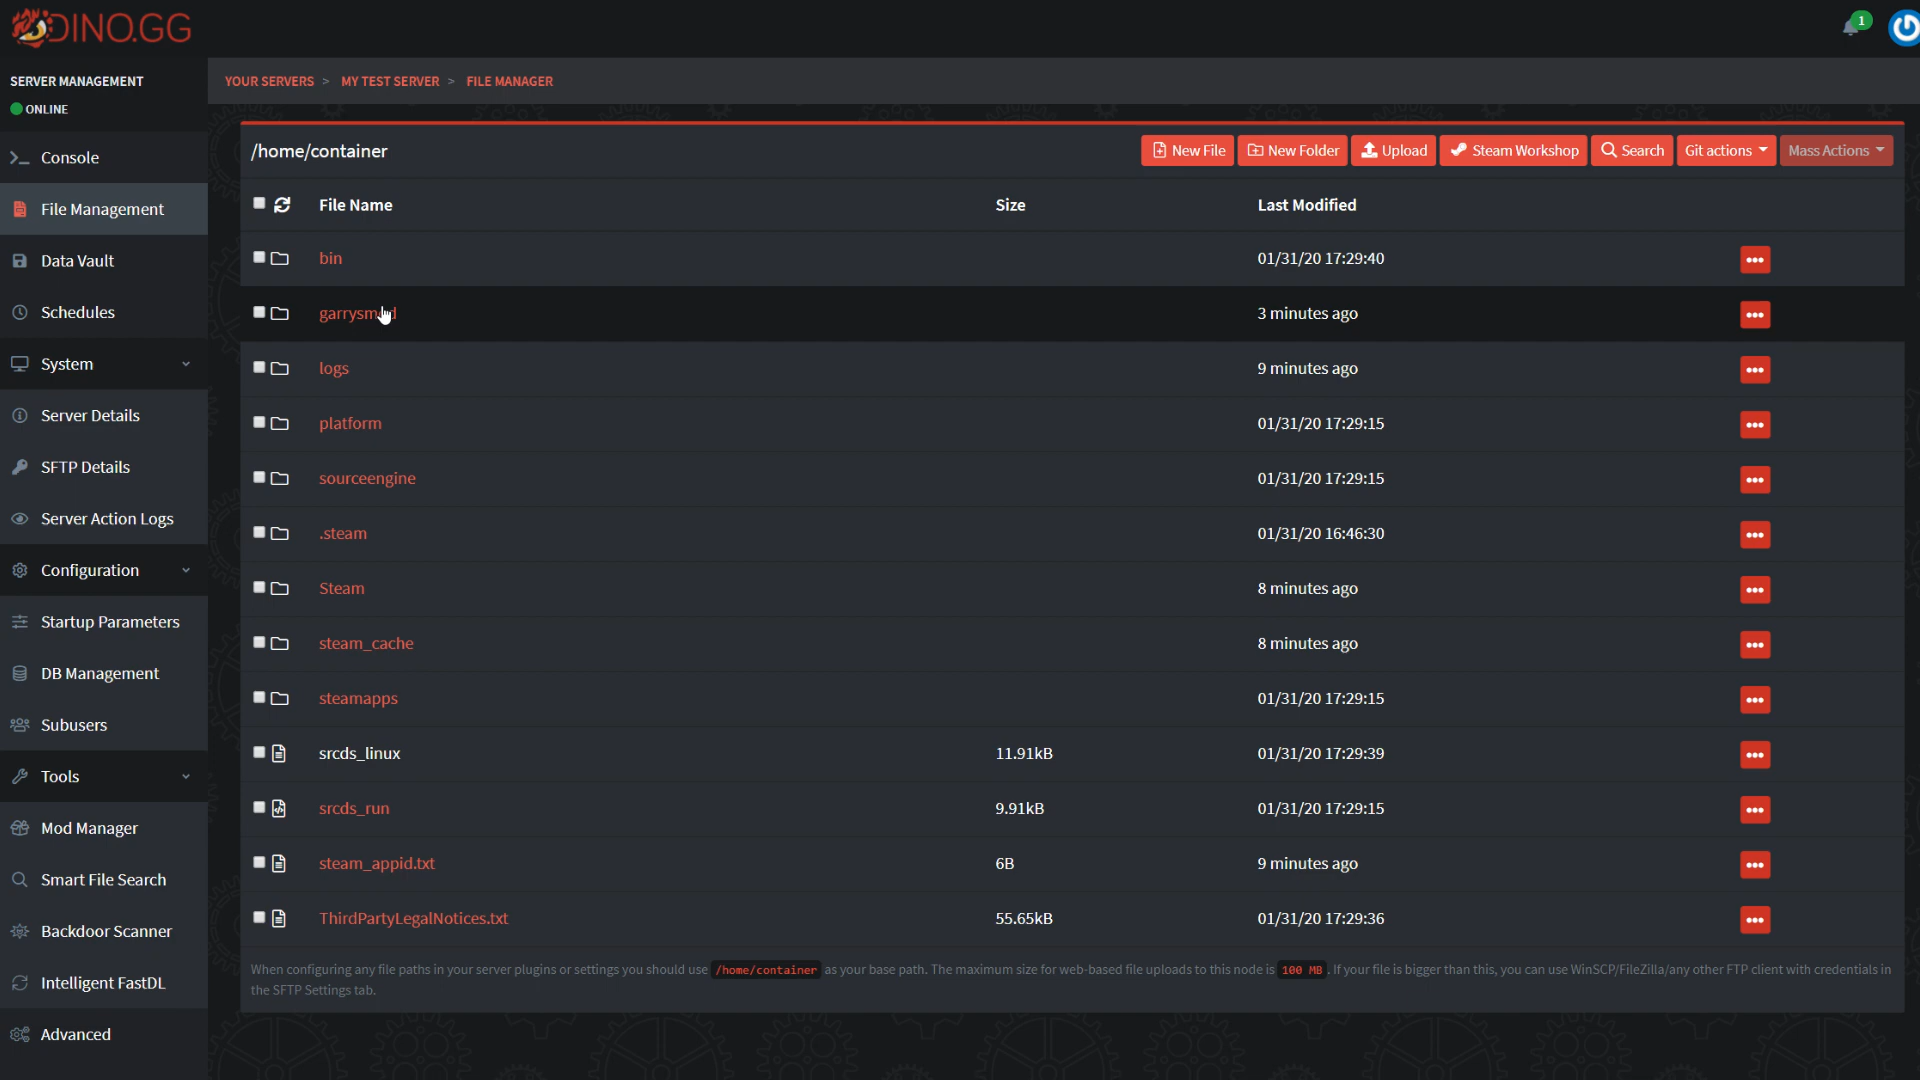 DINO.GG
1
SERVER MANAGEMENT
ONLINE
YOUR SERVERS > MY TEST SERVER > FILE MANAGER
Console
File Management
Data Vault
Schedules
System
Server Details
SFTP Details
Server Action Logs
Configuration
Startup Parameters
DB Management
Subusers
Tools
Mod Manager
Smart File Search
Backdoor Scanner
Intelligent FastDL
Advanced
/home/container
New File New Folder Upload Steam Workshop Search Git actions Mass Actions
File Name Size Last Modified
bin 01/31/20 17:29:40
garrysmod 3 minutes ago
logs 9 minutes ago
platform 01/31/20 17:29:15
sourceengine 01/31/20 17:29:15
.steam 01/31/20 16:46:30
Steam 8 minutes ago
steam_cache 8 minutes ago
steamapps 01/31/20 17:29:15
srcds_linux 11.91kB 01/31/20 17:29:39
srcds_run 9.91kB 01/31/20 17:29:15
steam_appid.txt 6B 9 minutes ago
ThirdPartyLegalNotices.txt 55.65kB 01/31/20 17:29:36
When configuring any file paths in your server plugins or settings you should use /home/container as your base path. The maximum size for web-based file uploads to this node is 100 MB . If your file is bigger than this, you can use WinSCP/FileZilla/any other FTP client with credentials in
the SFTP Settings tab.